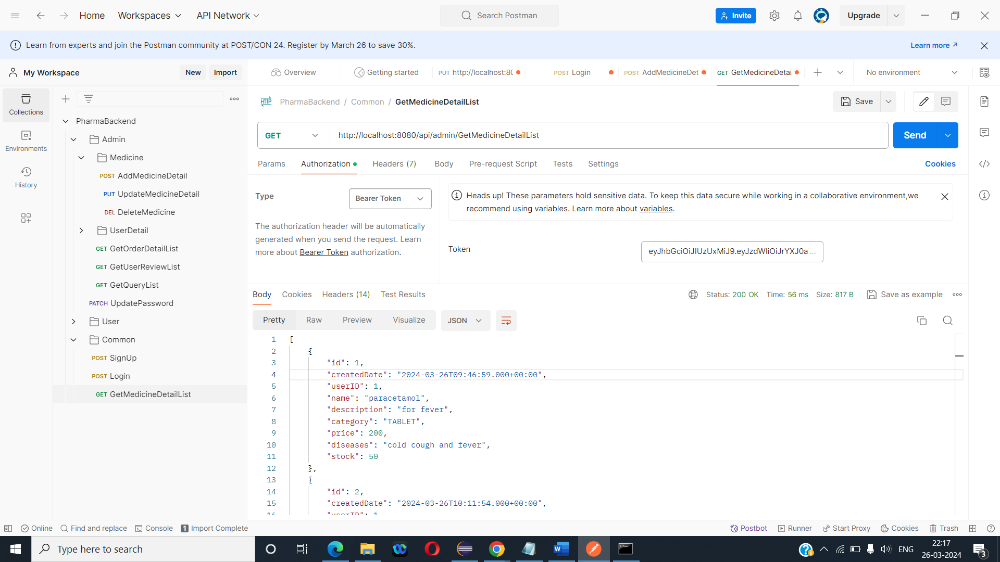 Home Workspaces API Network Search Postman Invite Upgrade
Learn from experts and join the Postman community at POST/CON 24. Register by March 26 to save 30%. Learn more
My Workspace New Import
Overview Getting started PUT http://localhost:80 POST Login POST AddMedicineDet GET GetMedicineDetai No environment
Collections
Environments
History
PharmaBackend
Admin
Medicine
POST AddMedicineDetail
PUT UpdateMedicineDetail
DEL DeleteMedicine
UserDetail
GET GetOrderDetailList
GET GetUserReviewList
GET GetQueryList
PATCH UpdatePassword
User
Common
POST SignUp
POST Login
GET GetMedicineDetailList
HTTP PharmaBackend / Common / GetMedicineDetailList Save
GET http://localhost:8080/api/admin/GetMedicineDetailList Send
Params Authorization Headers (7) Body Pre-request Script Tests Settings Cookies
Type Bearer Token
The authorization header will be automatically
generated when you send the request. Learn
more about Bearer Token authorization.
Heads up! These parameters hold sensitive data. To keep this data secure while working in a collaborative environment,we
recommend using variables. Learn more about variables.
Token eyJhbGciOiJIUzUxMiJ9.eyJzdWIiOiJrYXJ0a ...
Body Cookies Headers (14) Test Results Status: 200 OK Time: 56 ms Size: 817 B Save as example
Pretty Raw Preview Visualize JSON
1 [
2 {
3 "id": 1,
4 "createdDate": "2024-03-26T09:46:59.000+00:00",
5 "userID": 1,
6 "name": "paracetamol",
7 "description": "for fever",
8 "category": "TABLET",
9 "price": 200,
10 "diseases": "cold cough and fever",
11 "stock": 50
12 },
13 {
14 "id": 2,
15 "createdDate": "2024-03-26T10:11:54.000+00:00",
16 "userID": 1
Online Find and replace Console 1 Import Complete Postbot Runner Start Proxy Cookies Trash
Type here to search ENG 22:17
26-03-2024 3